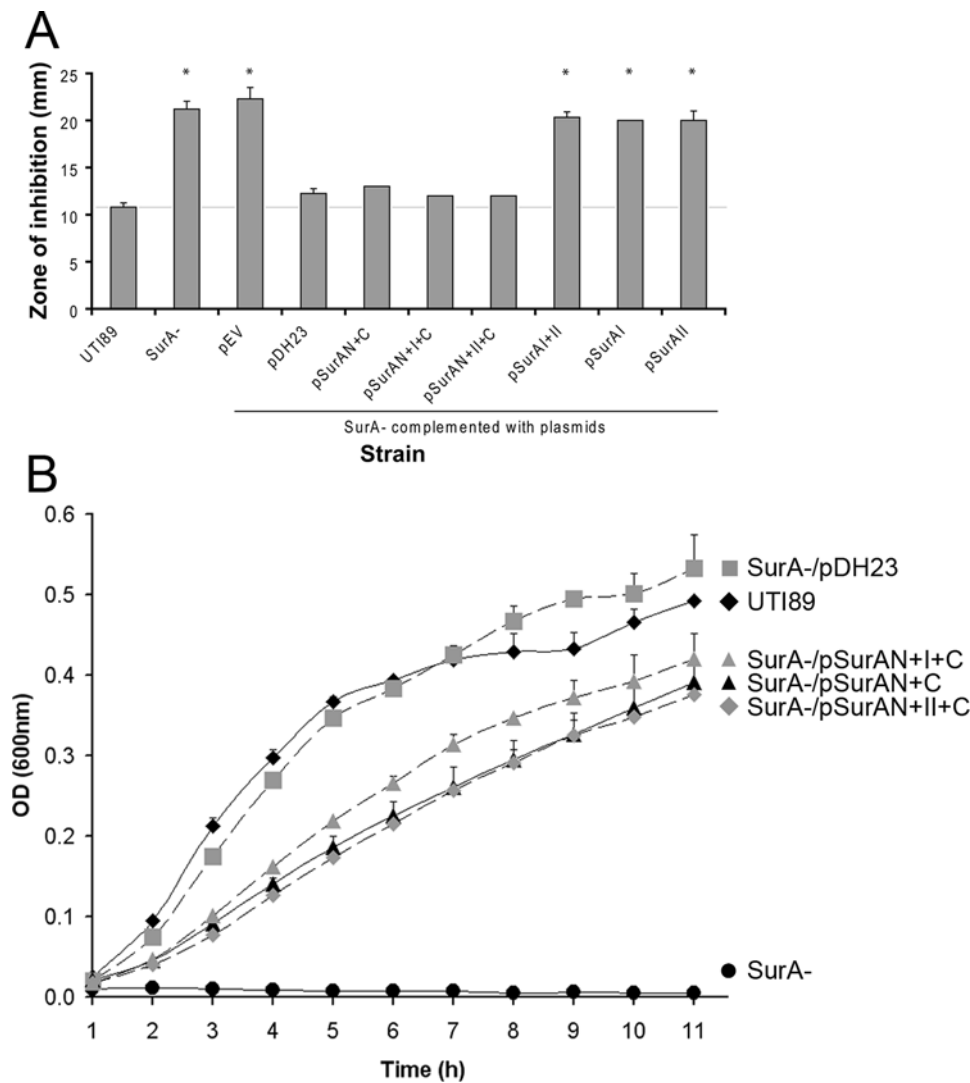 A
Zone of inhibition (mm)
25
20
15
10
5
0
* * * * *
UTI89
SurA-
pEV
pDH23
pSurAN+C
pSurAN+I+C
pSurAN+II+C
pSurAI+II
pSurAI
pSurAII
SurA- complemented with plasmids
Strain
B
OD (600nm)
0.6
0.5
0.4
0.3
0.2
0.1
0.0
SurA-/pDH23
UTI89
SurA-/pSurAN+I+C
SurA-/pSurAN+C
SurA-/pSurAN+II+C
SurA-
1 2 3 4 5 6 7 8 9 10 11
Time (h)